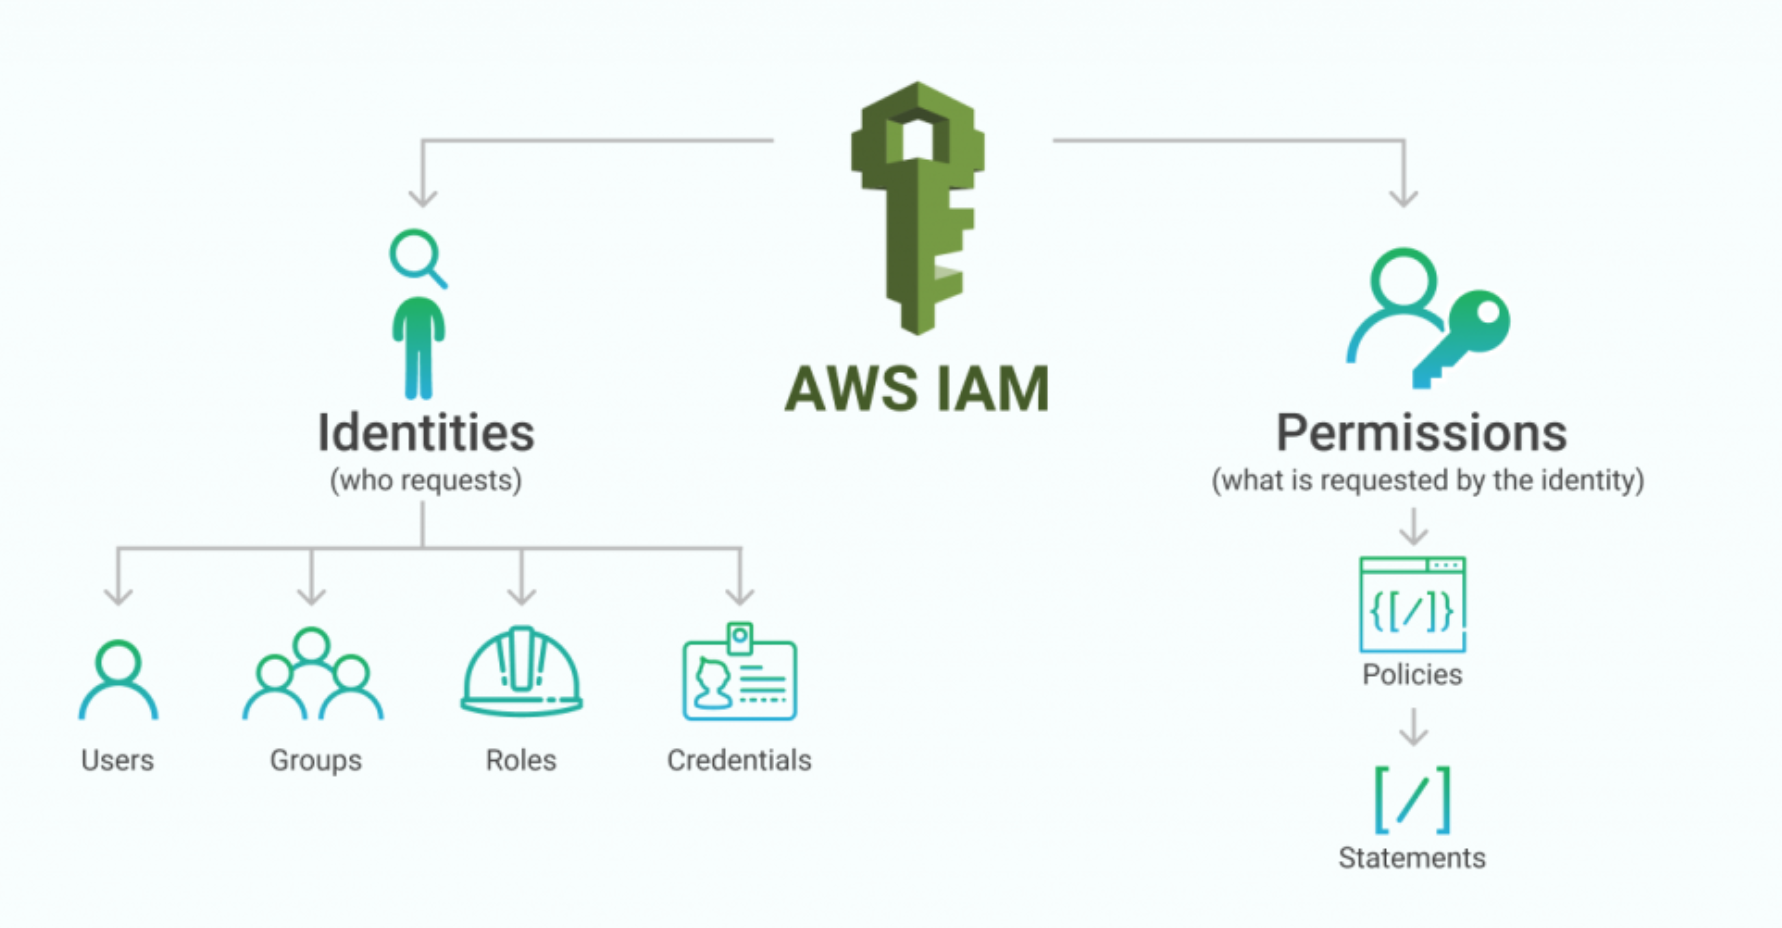 AWS IAM
Identities
(who requests)
Users
Groups
Roles
Credentials
Permissions
(what is requested by the identity)
{[/]}
Policies
[/]
Statements